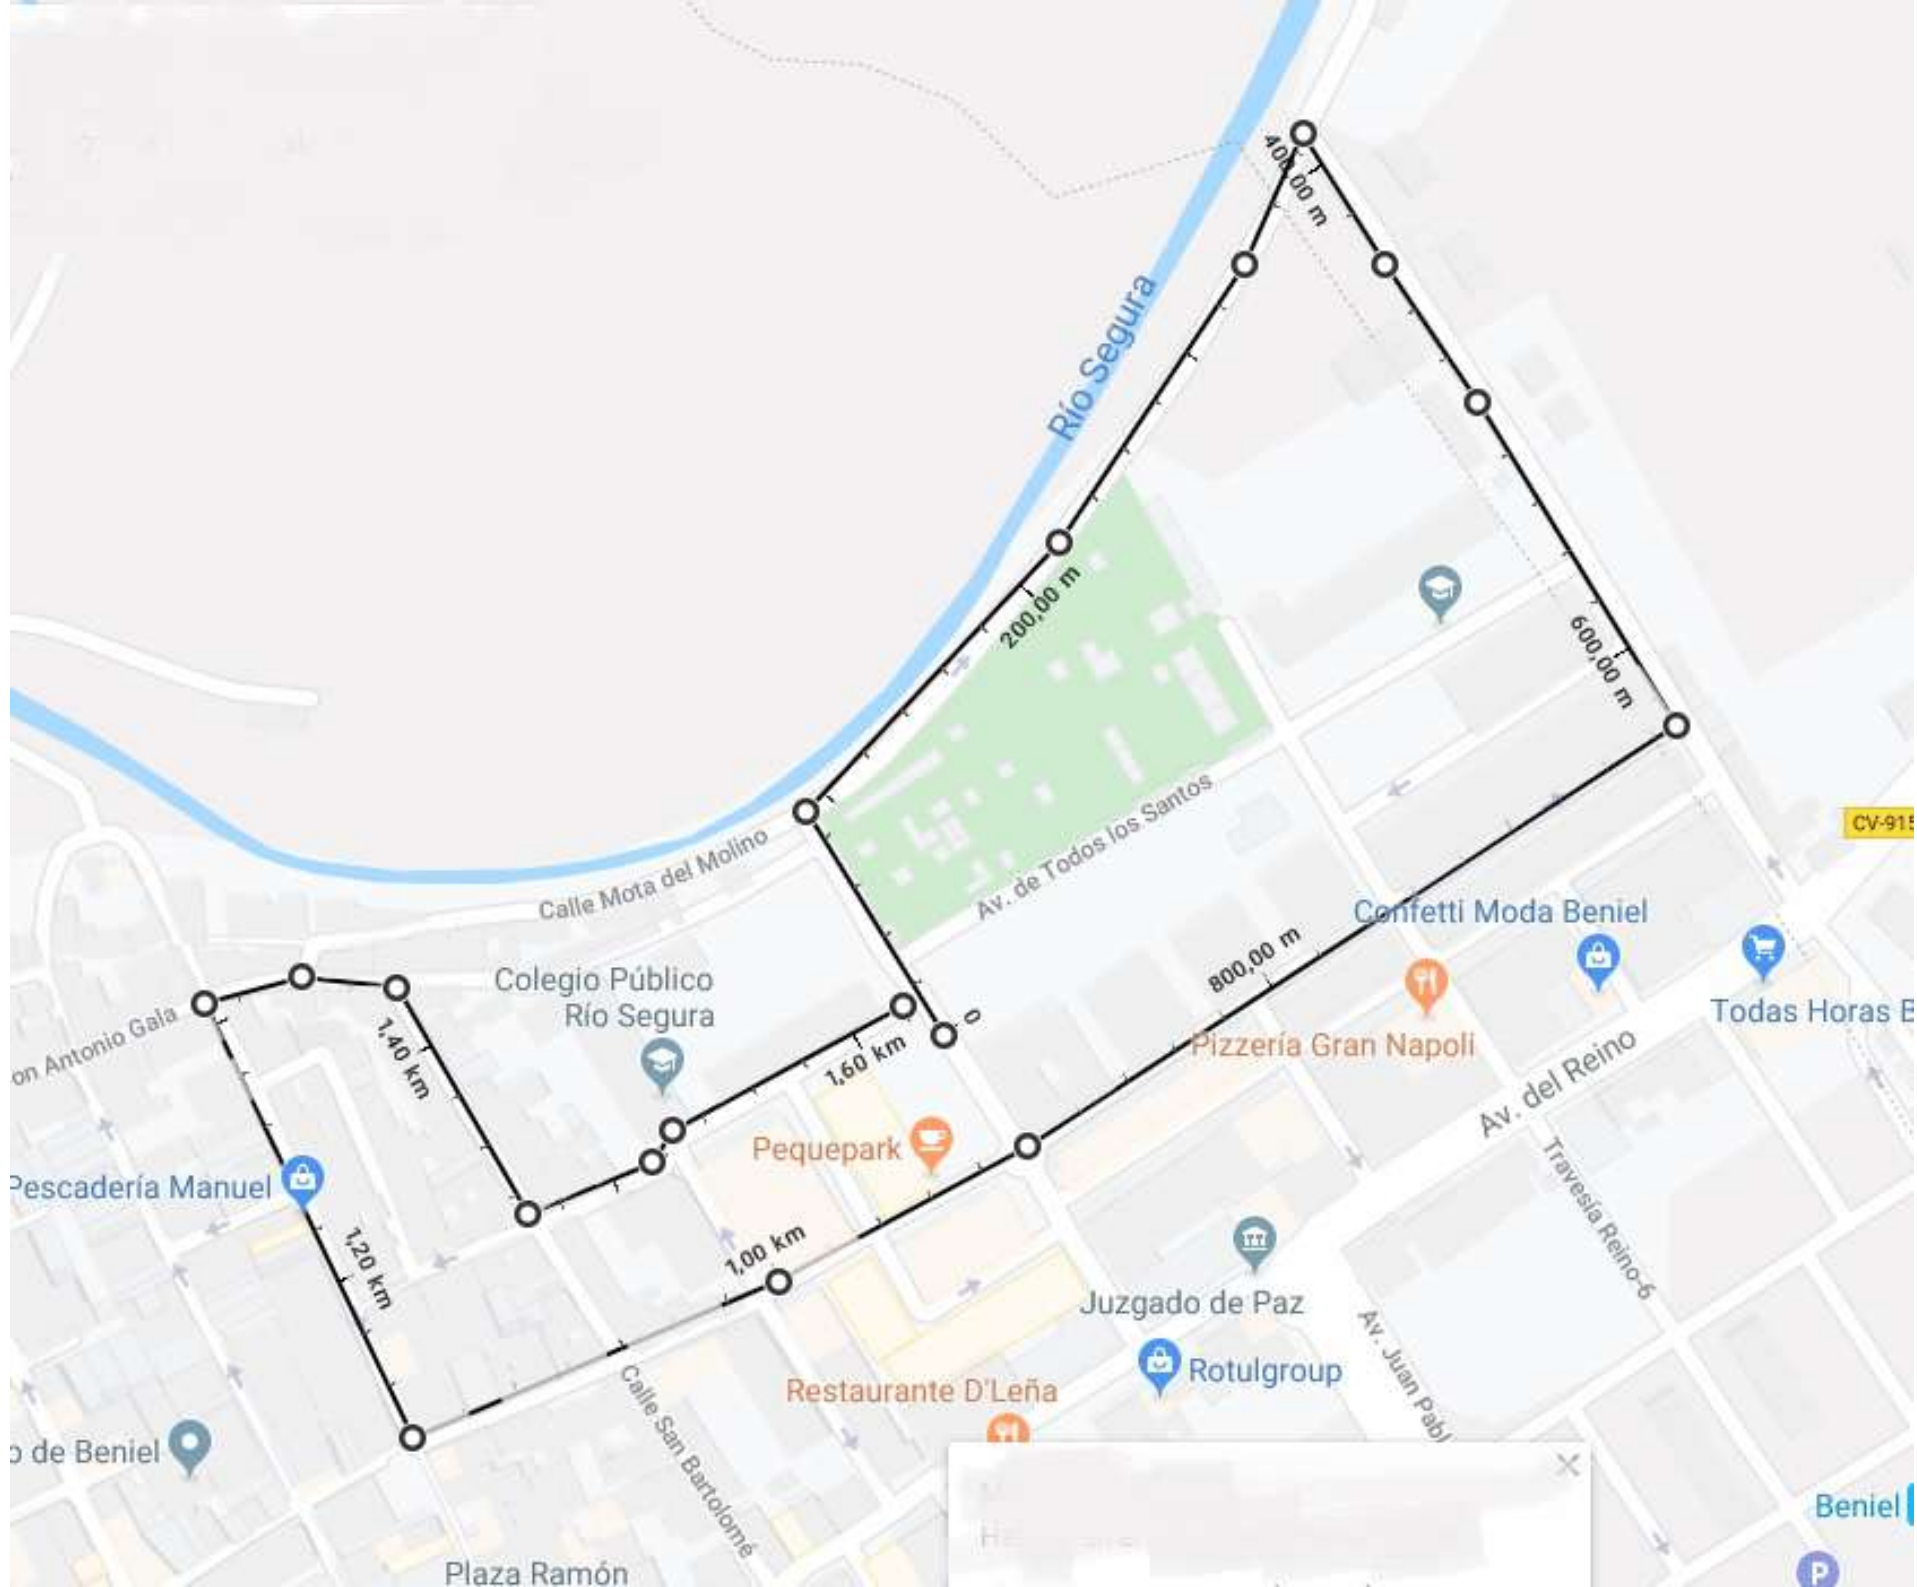 400,00 m
Río Segura
200,00 m
600,00 m
CV-915
Calle Mota del Molino
Av. de Todos los Santos
Confetti Moda Beniel
800,00 m
Colegio Público
Río Segura
Todas Horas B
on Antonio Gala
0
1,40 km
1,60 km
Pizzería Gran Napoli
Av. del Reino
Pequepark
Pescadería Manuel
Travesía Reino-6
1,20 km
1,00 km
Juzgado de Paz
Av. Juan Pabl
Rotulgroup
Restaurante D'Leña
Calle San Bartolomé
o de Beniel
Beniel
Plaza Ramón
P